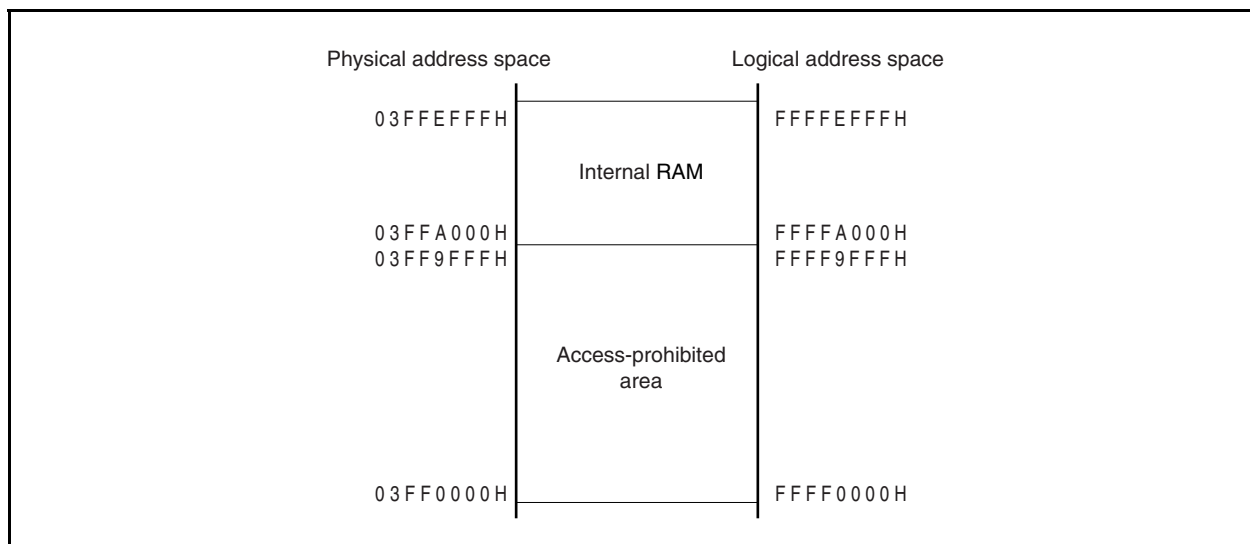 Physical address space Logical address space
03FFEFFFH FFFFEFFFH
Internal RAM
03FFA000H FFFFA000H
03FF9FFFH FFFF9FFFH
Access-prohibited
area
03FF0000H FFFF0000H